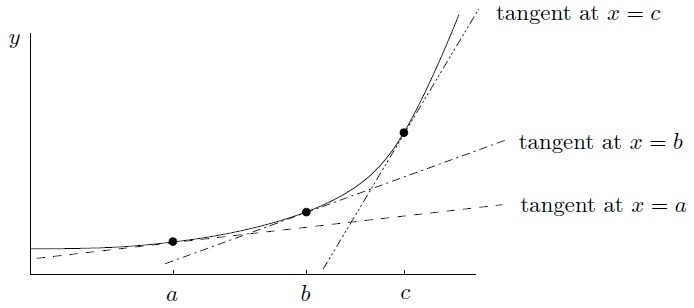 tangent at x = c
y
tangent at x = b
tangent at x = a
a
b
c